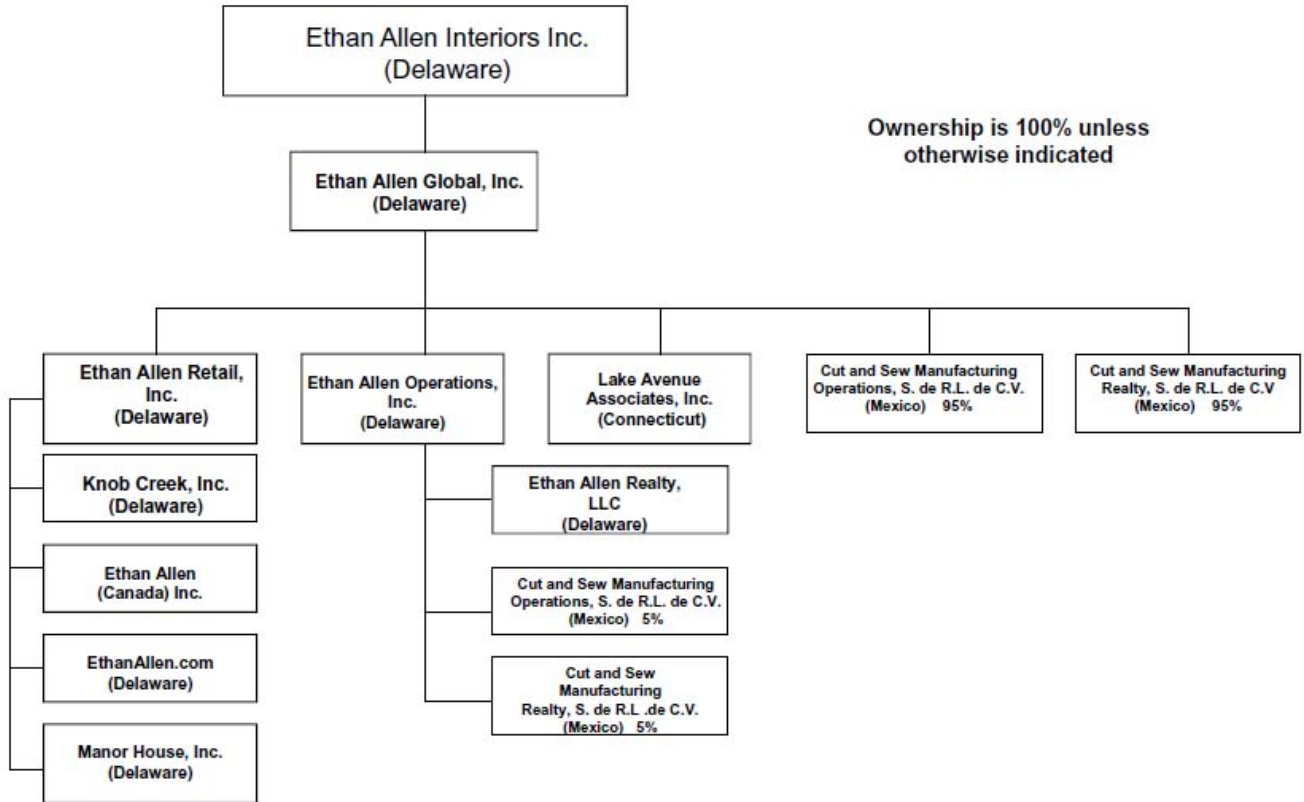 Ethan Allen Interiors Inc.
(Delaware)
Ownership is 100% unless
otherwise indicated
Ethan Allen Global, Inc.
(Delaware)
Ethan Allen Retail,
Inc.
(Delaware)
Ethan Allen Operations,
Inc.
(Delaware)
Lake Avenue
Associates, Inc.
(Connecticut)
Cut and Sew Manufacturing
Operations, S. de R.L. de C.V.
(Mexico) 95%
Cut and Sew Manufacturing
Realty, S. de R.L. de C.V
(Mexico) 95%
Knob Creek, Inc.
(Delaware)
Ethan Allen
(Canada) Inc.
EthanAllen.com
(Delaware)
Manor House, Inc.
(Delaware)
Ethan Allen Realty,
LLC
(Delaware)
Cut and Sew Manufacturing
Operations, S. de R.L. de C.V.
(Mexico) 5%
Cut and Sew
Manufacturing
Realty, S. de R.L .de C.V.
(Mexico) 5%